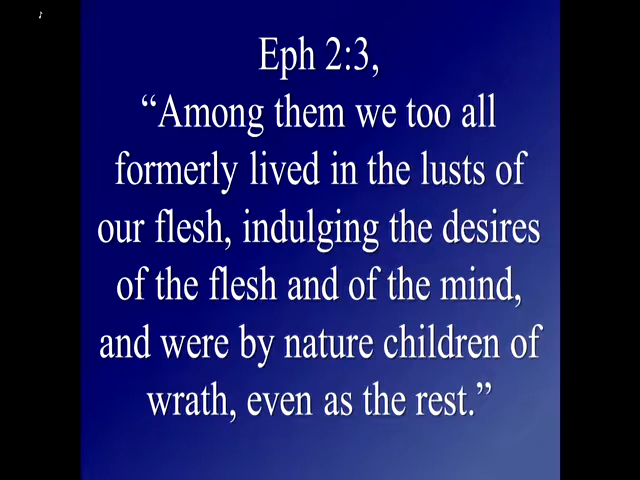 Eph 2:3,
“Among them we too all
formerly lived in the lusts of
our flesh, indulging the desires
of the flesh and of the mind,
and were by nature children of
wrath, even as the rest.”